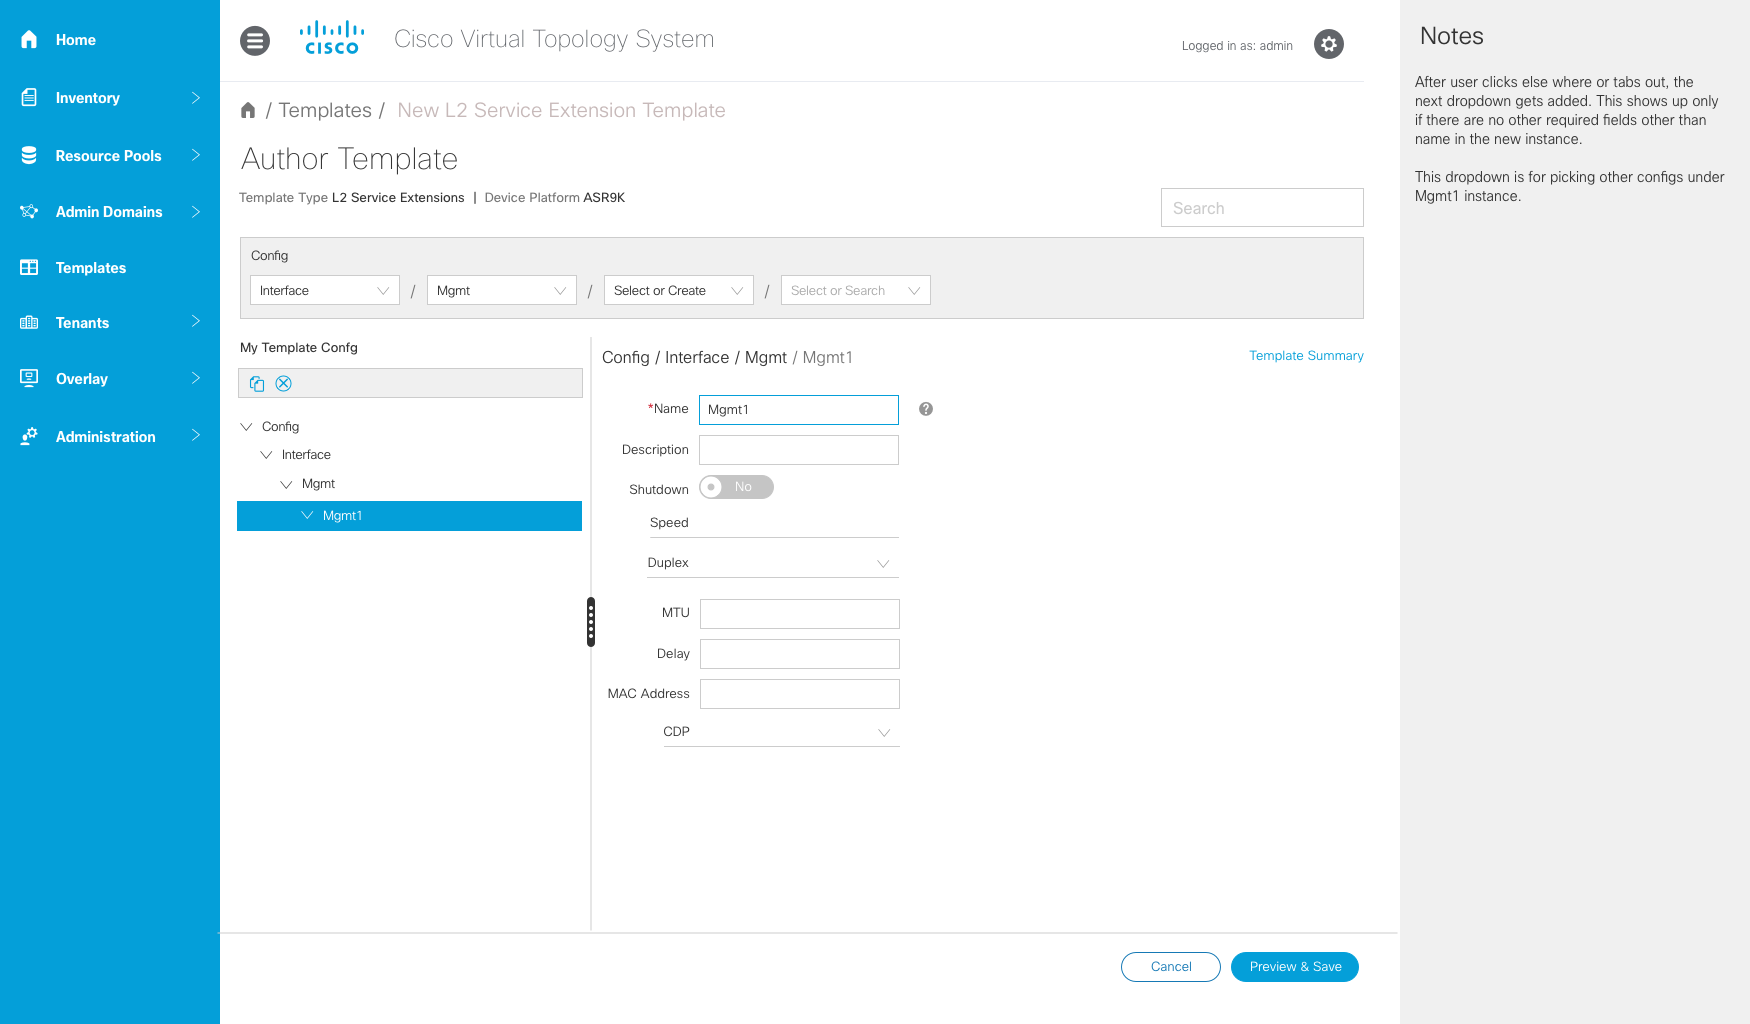 Home
Inventory
Resource Pools
Admin Domains
Templates
Tenants
Overlay
Administration
CISCO
Cisco Virtual Topology System
Logged in as: admin
/ Templates / New L2 Service Extension Template
Author Template
Template Type L2 Service Extensions | Device Platform ASR9K
Search
Config
Interface / Mgmt / Select or Create / Select or Search
My Template Confg
Config
Interface
Mgmt
Mgmt1
Config / Interface / Mgmt / Mgmt1
Template Summary
*Name Mgmt1 ?
Description
Shutdown No
Speed
Duplex
MTU
Delay
MAC Address
CDP
Cancel
Preview & Save
Notes
After user clicks else where or tabs out, the
next dropdown gets added. This shows up only
if there are no other required fields other than
name in the new instance.
This dropdown is for picking other configs under
Mgmt1 instance.